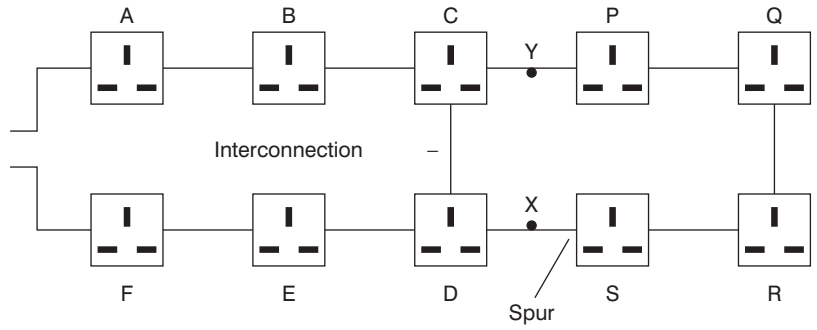 A B C P Q
Y
Interconnection
X
F E D S R
Spur